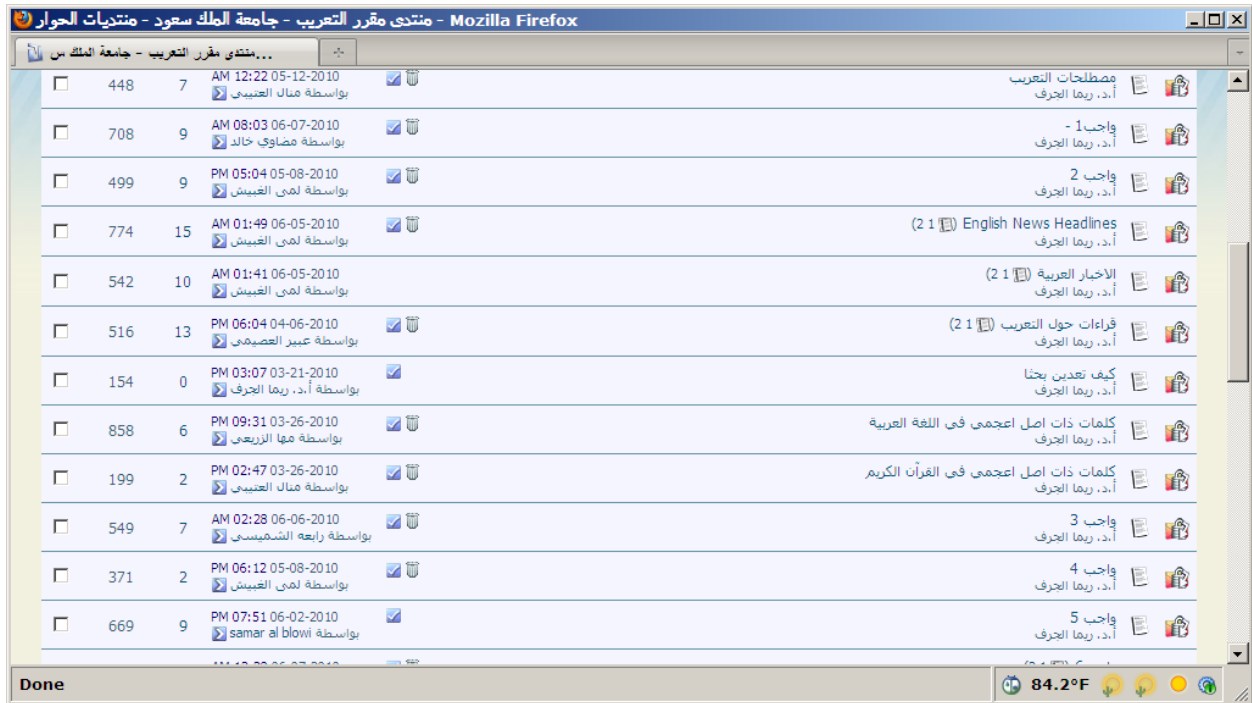 منتدى مقرر التعريب - جامعة الملك سعود - منتديات الحوار - Mozilla Firefox
منتدى مقرر التعريب - جامعة الملك س...
مصطلحات التعريب
أ.د. ريما الجرف
05-12-2010 12:22 AM
بواسطة منال العتيبي
7
448
واجب1 -
أ.د. ريما الجرف
06-07-2010 08:03 AM
بواسطة مضاوي خالد
9
708
واجب 2
أ.د. ريما الجرف
05-08-2010 05:04 PM
بواسطة لمى الغبيش
9
499
English News Headlines (1 2)
أ.د. ريما الجرف
06-05-2010 01:49 AM
بواسطة لمى الغبيش
15
774
الاخبار العربية (1 2)
أ.د. ريما الجرف
06-05-2010 01:41 AM
بواسطة لمى الغبيش
10
542
قراءات حول التعريب (1 2)
أ.د. ريما الجرف
04-06-2010 06:04 PM
بواسطة عبير العصيمي
13
516
كيف تعدين بحثا
أ.د. ريما الجرف
03-21-2010 03:07 PM
بواسطة أ.د. ريما الجرف
0
154
كلمات ذات اصل اعجمي في اللغة العربية
أ.د. ريما الجرف
03-26-2010 09:31 PM
بواسطة مها الزريعي
6
858
كلمات ذات اصل اعجمي في القرآن الكريم
أ.د. ريما الجرف
03-26-2010 02:47 PM
بواسطة منال العتيبي
2
199
واجب 3
أ.د. ريما الجرف
06-06-2010 02:28 AM
بواسطة رابعه الشميسي
7
549
واجب 4
أ.د. ريما الجرف
05-08-2010 06:12 PM
بواسطة لمى الغبيش
2
371
واجب 5
أ.د. ريما الجرف
06-02-2010 07:51 PM
بواسطة samar al blowi
9
669
Done
84.2°F